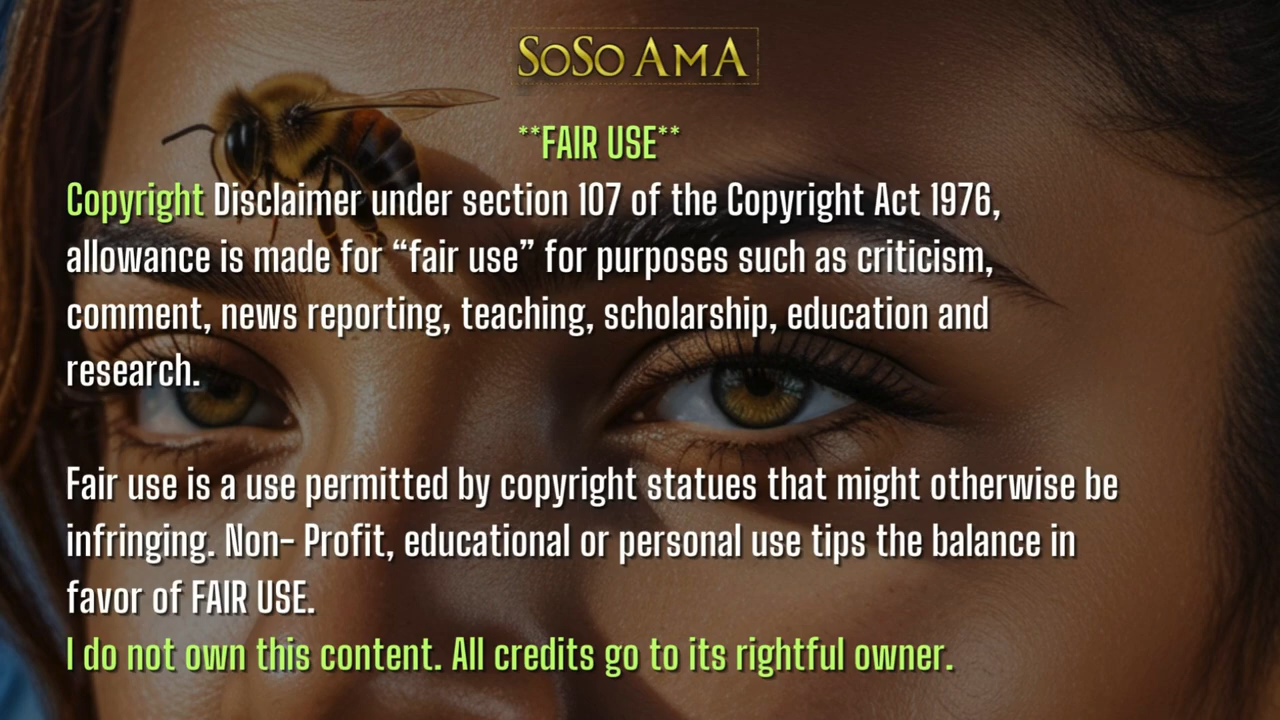 SoSo AmA
**FAIR USE**
Copyright Disclaimer under section 107 of the Copyright Act 1976,
allowance is made for “fair use” for purposes such as criticism,
comment, news reporting, teaching, scholarship, education and
research.
Fair use is a use permitted by copyright statues that might otherwise be
infringing. Non- Profit, educational or personal use tips the balance in
favor of FAIR USE.
I do not own this content. All credits go to its rightful owner.